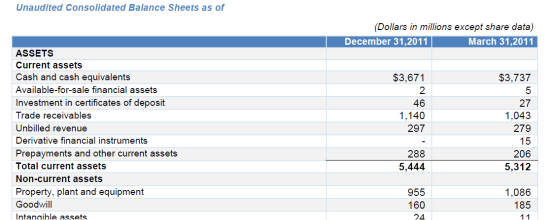 Unaudited Consolidated Balance Sheets as of
(Dollars in millions except share data)
December 31,2011 March 31,2011
ASSETS
Current assets
Cash and cash equivalents $3,671 $3,737
Available-for-sale financial assets 2 5
Investment in certificates of deposit 46 27
Trade receivables 1,140 1,043
Unbilled revenue 297 279
Derivative financial instruments - 15
Prepayments and other current assets 288 206
Total current assets 5,444 5,312
Non-current assets
Property, plant and equipment 955 1,086
Goodwill 160 185
Intangible assets 24 11